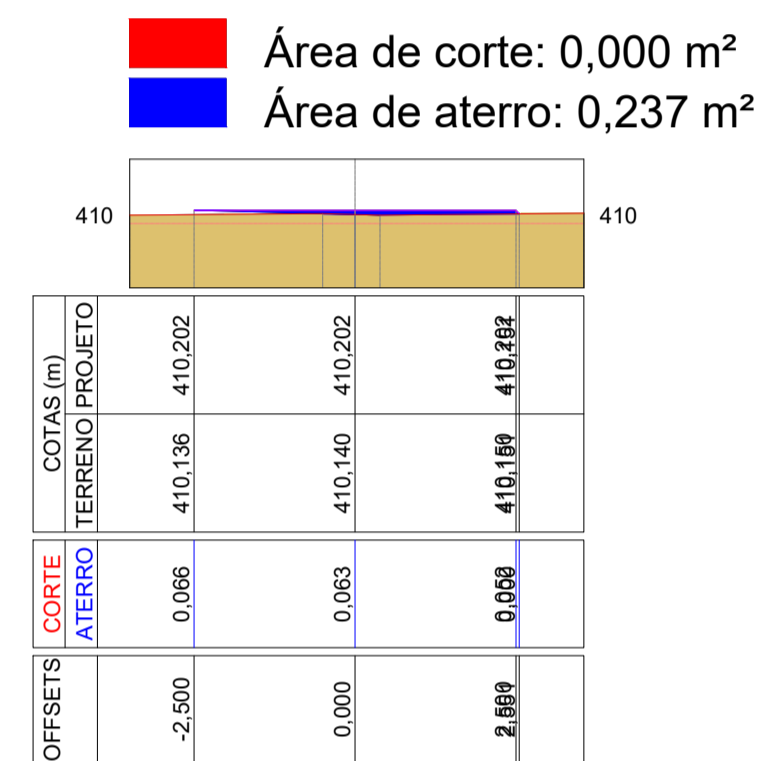 Área de corte: 0,000 m²
Área de aterro: 0,237 m²
410
410
COTAS (m)
PROJETO
410,202
410,202
TERRENO
410,136
410,140
CORTE
ATERRO
0,066
0,063
OFFSETS
-2,500
0,000